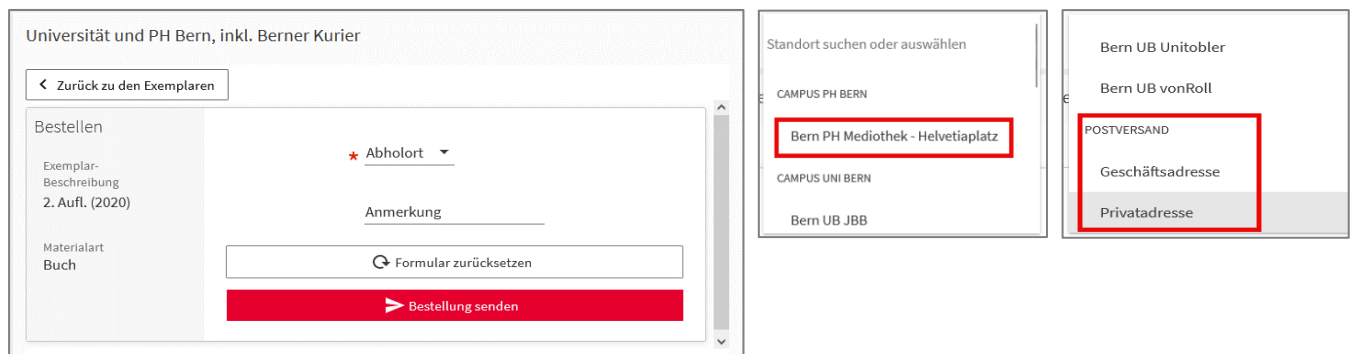 Universität und PH Bern, inkl. Berner Kurier
Zurück zu den Exemplaren
Bestellen
Exemplar-
Beschreibung
2. Aufl. (2020)
Materialart
Buch
* Abholort
Anmerkung
Formular zurücksetzen
Bestellung senden
Standort suchen oder auswählen
CAMPUS PH BERN
Bern PH Mediothek - Helvetiaplatz
CAMPUS UNI BERN
Bern UB JBB
Bern UB Unitobler
Bern UB vonRoll
POSTVERSAND
Geschäftsadresse
Privatadresse